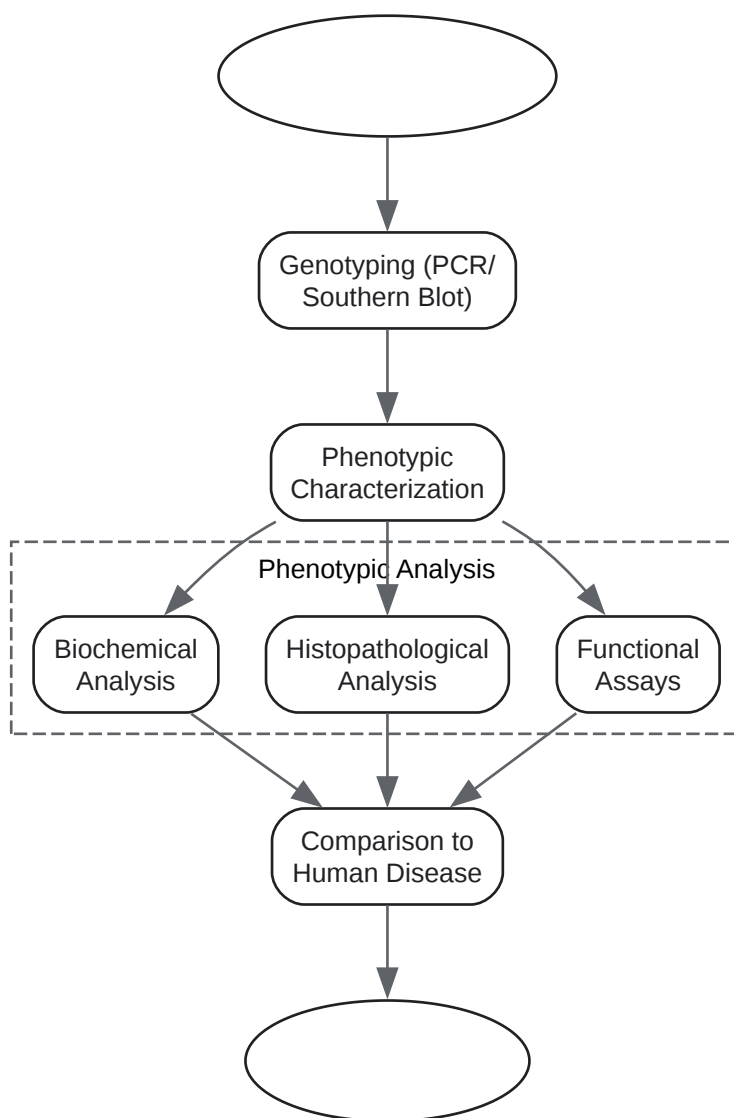 Genotyping (PCR/
Southern Blot)
Phenotypic
Characterization
Phenotypic Analysis
Biochemical
Analysis
Histopathological
Analysis
Functional
Assays
Comparison to
Human Disease